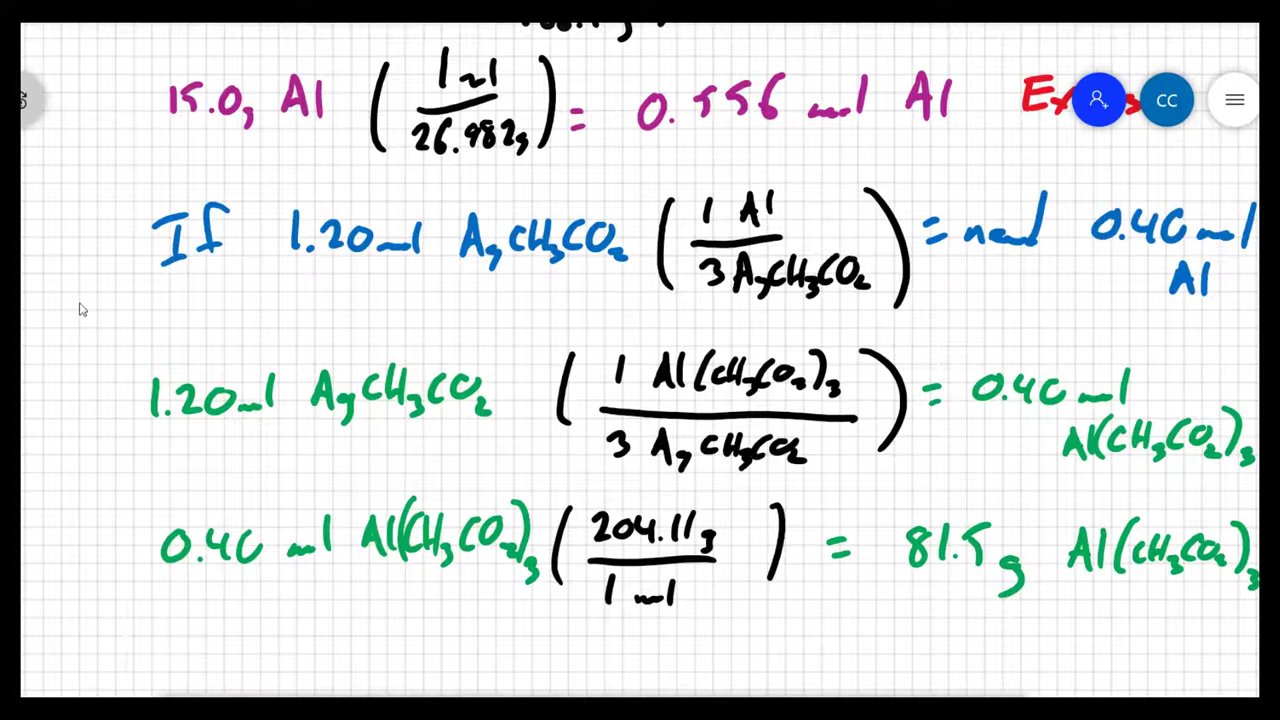 15.0g Al ( 1 mol / 26.982g ) = 0.556 mol Al
CC
If 1.20 mol AgCH3CO2 ( 1 Al / 3 AgCH3CO2 ) = need 0.40 mol Al
1.20 mol AgCH3CO2 ( 1 Al(CH3CO2)3 / 3 AgCH3CO2 ) = 0.40 mol Al(CH3CO2)3
0.40 mol Al(CH3CO2)3 ( 204.11g / 1 mol ) = 81.5g Al(CH3CO2)3